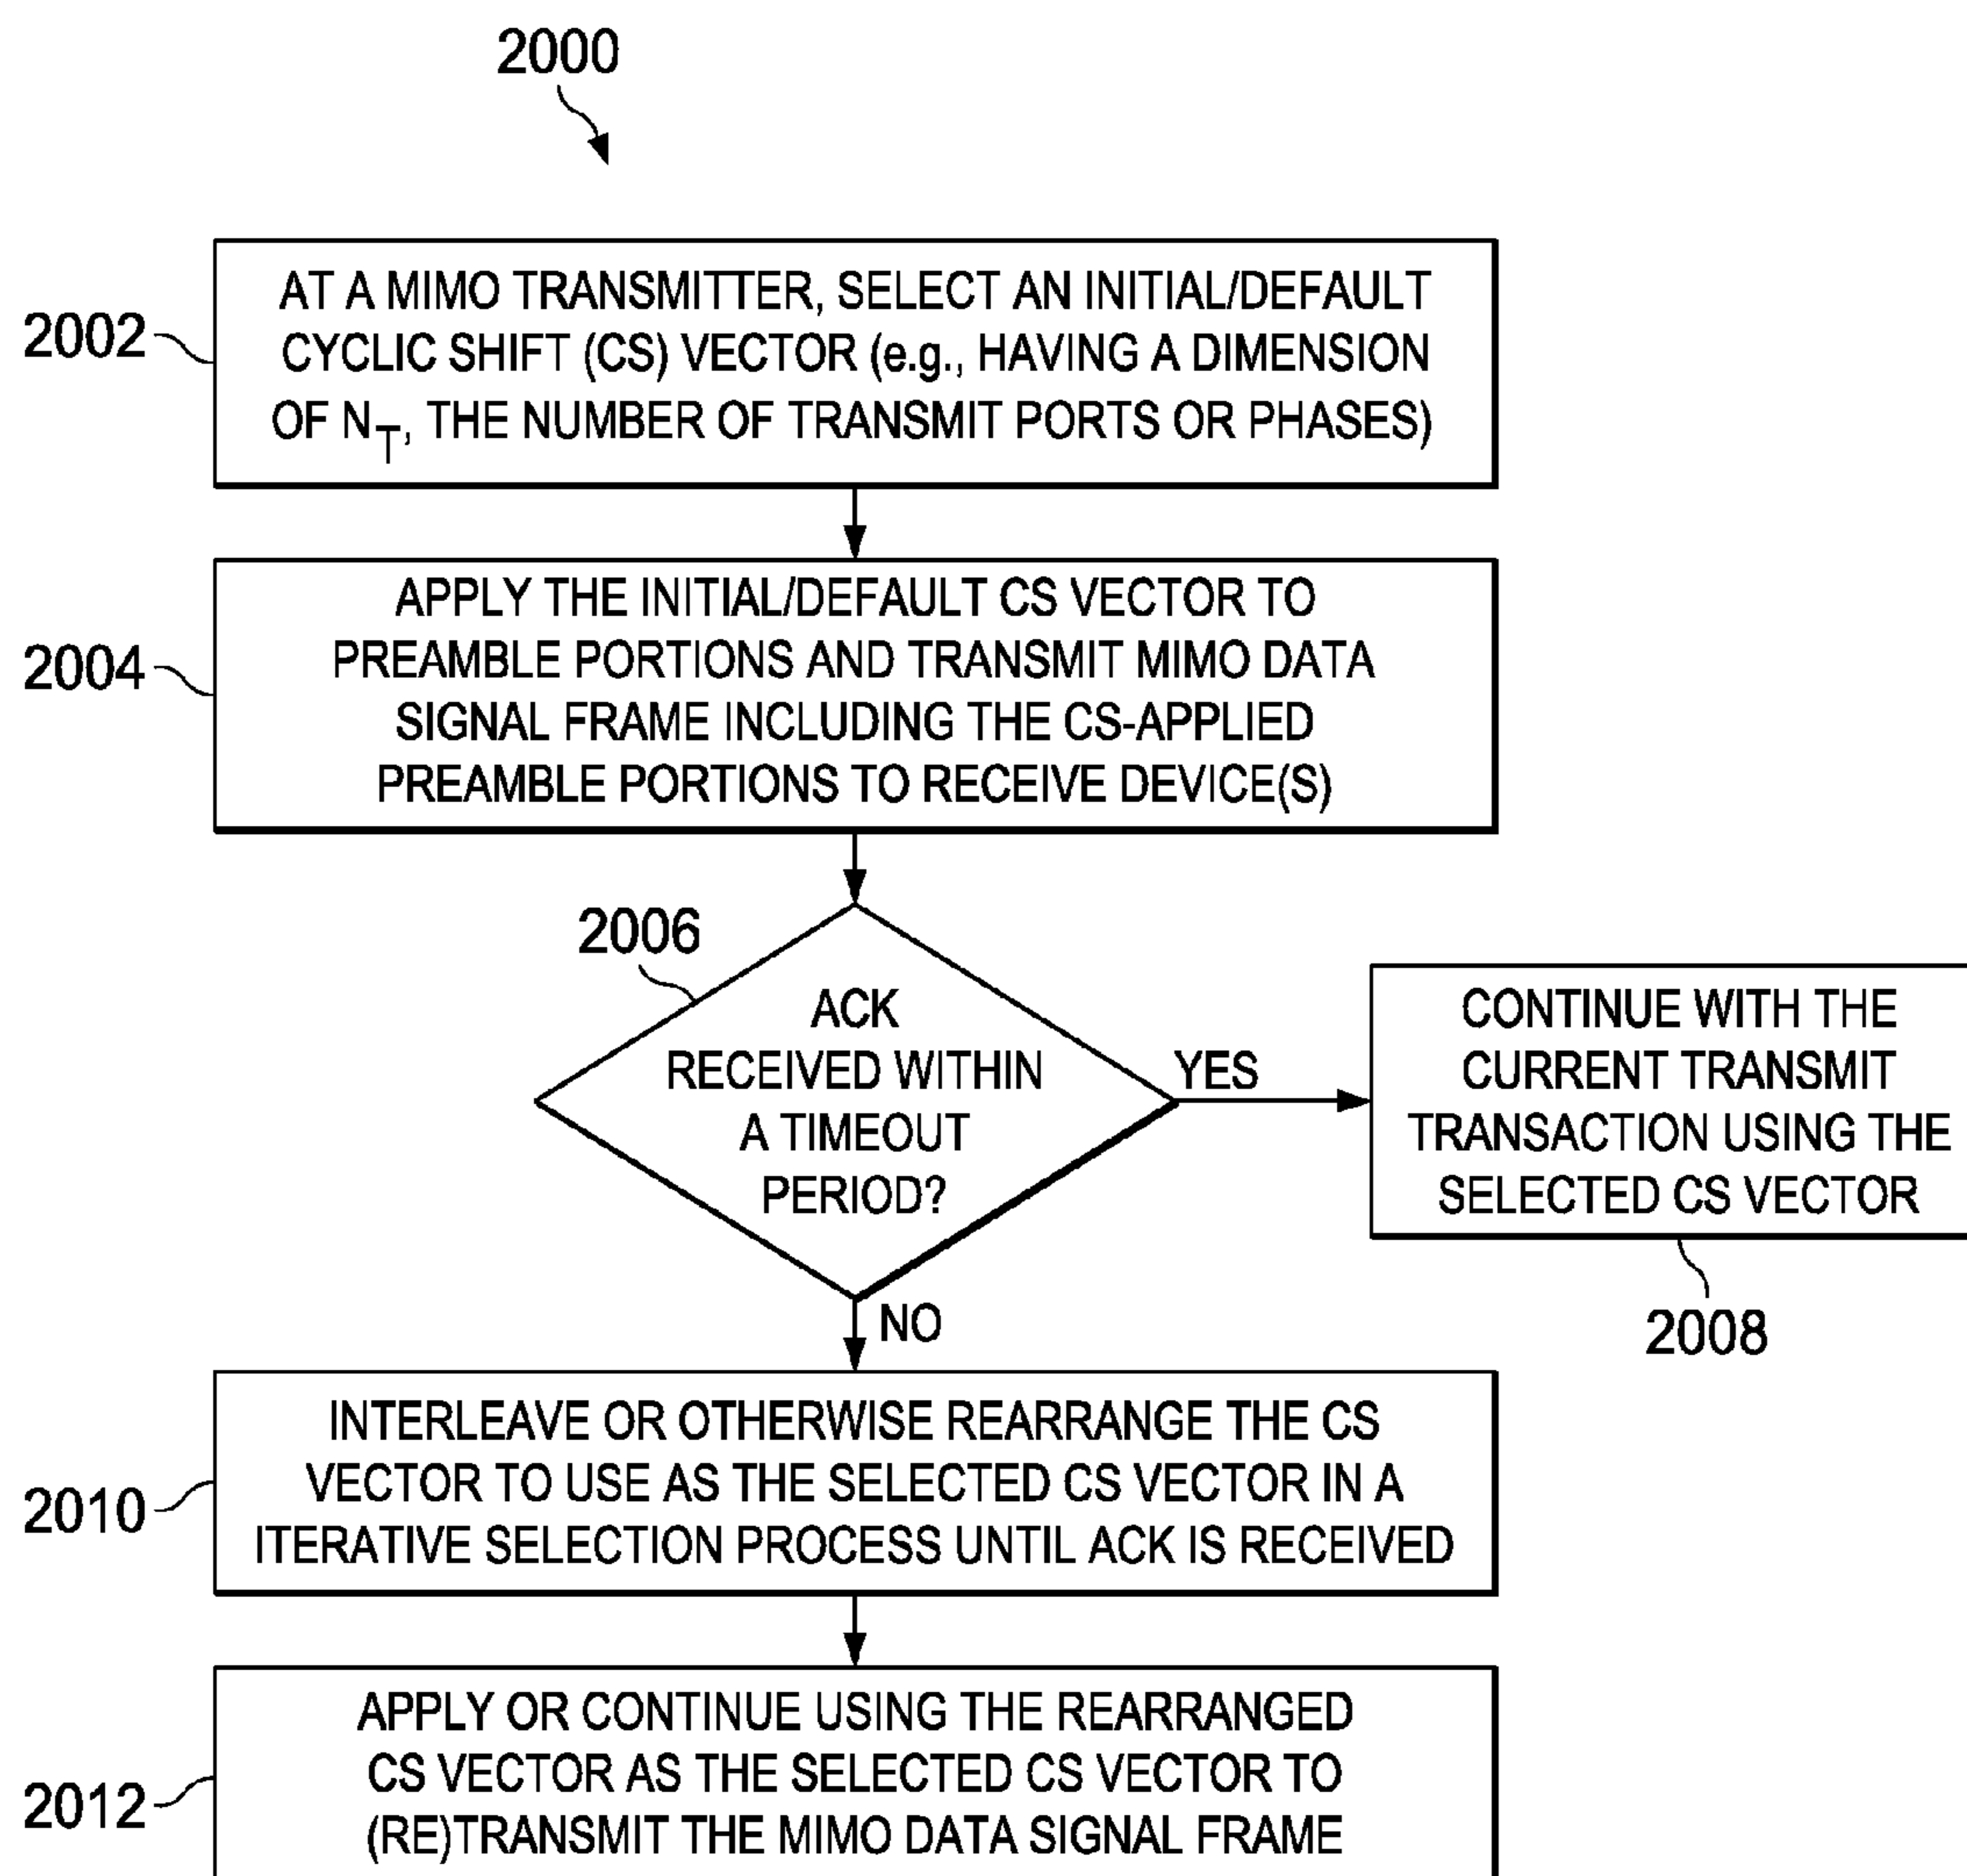 2000
2002
AT A MIMO TRANSMITTER, SELECT AN INITIAL/DEFAULT
CYCLIC SHIFT (CS) VECTOR (e.g., HAVING A DIMENSION
OF N_T, THE NUMBER OF TRANSMIT PORTS OR PHASES)
2004
APPLY THE INITIAL/DEFAULT CS VECTOR TO
PREAMBLE PORTIONS AND TRANSMIT MIMO DATA
SIGNAL FRAME INCLUDING THE CS-APPLIED
PREAMBLE PORTIONS TO RECEIVE DEVICE(S)
2006
ACK
RECEIVED WITHIN
A TIMEOUT
PERIOD?
YES
CONTINUE WITH THE
CURRENT TRANSMIT
TRANSACTION USING THE
SELECTED CS VECTOR
2008
NO
2010
INTERLEAVE OR OTHERWISE REARRANGE THE CS
VECTOR TO USE AS THE SELECTED CS VECTOR IN A
ITERATIVE SELECTION PROCESS UNTIL ACK IS RECEIVED
2012
APPLY OR CONTINUE USING THE REARRANGED
CS VECTOR AS THE SELECTED CS VECTOR TO
(RE)TRANSMIT THE MIMO DATA SIGNAL FRAME